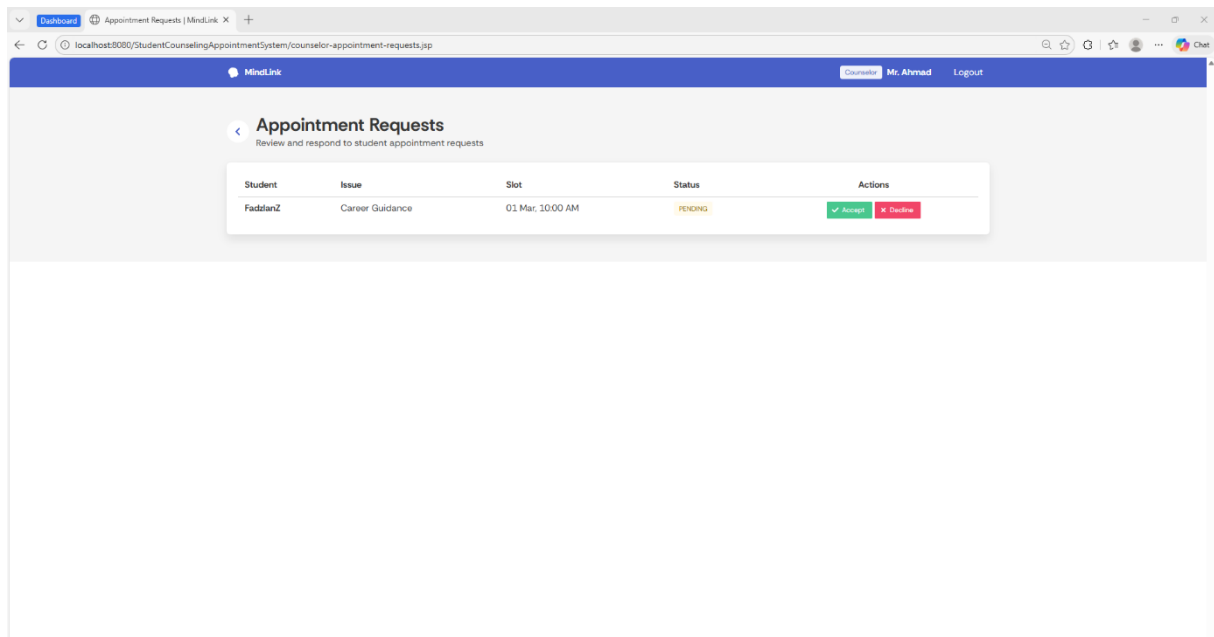 Dashboard Appointment Requests | MindLink
localhost:8080/StudentCounselingAppointmentSystem/counselor-appointment-requests.jsp Chat
MindLink Counselor Mr. Ahmad Logout
Appointment Requests
Review and respond to student appointment requests
Student Issue Slot Status Actions
FadzlanZ Career Guidance 01 Mar, 10:00 AM PENDING Accept Decline